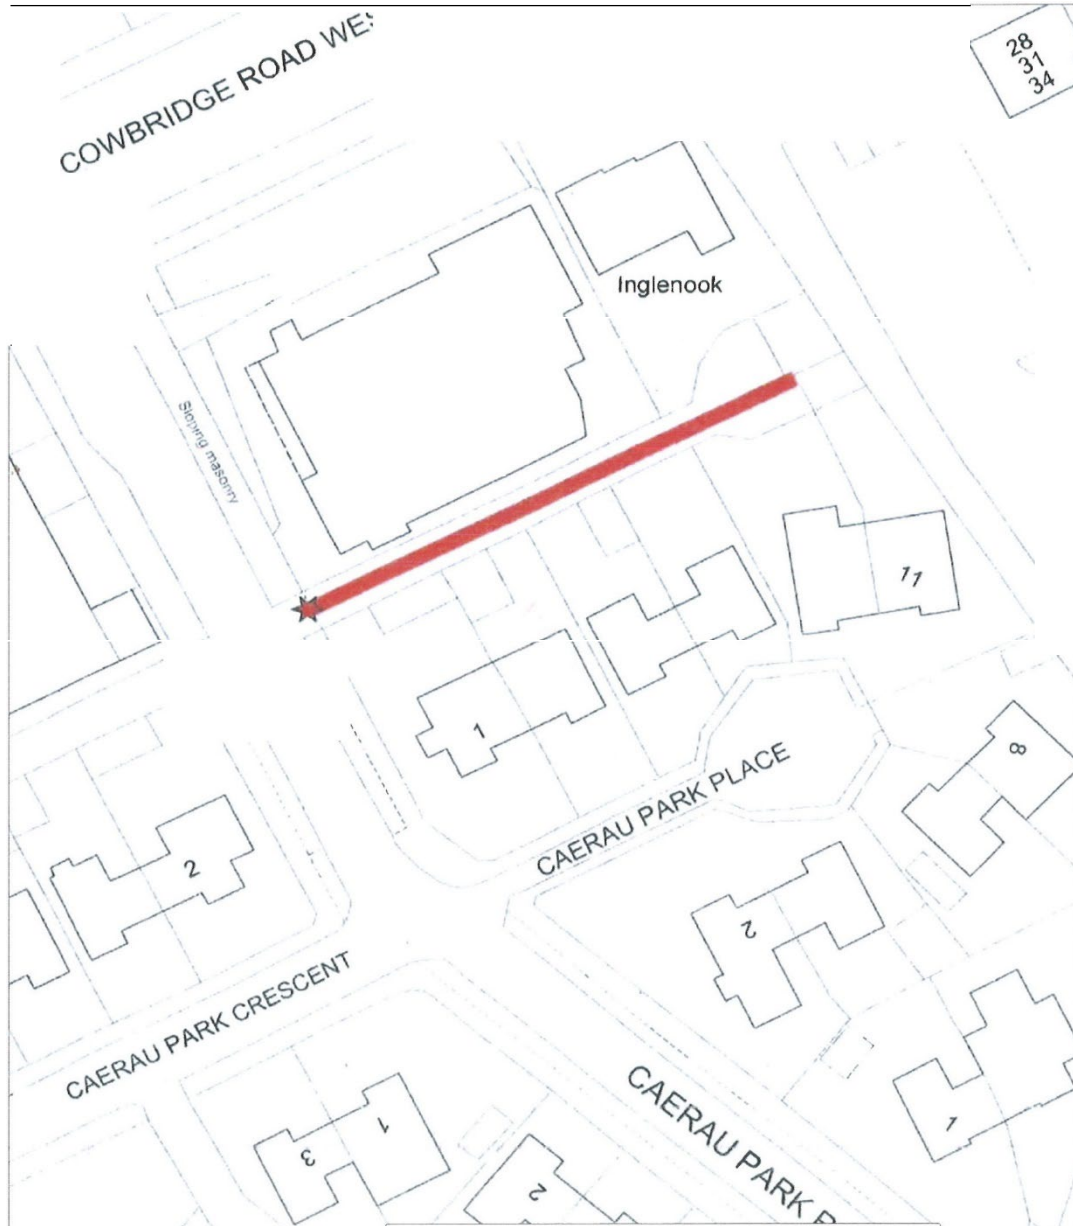 COWBRIDGE ROAD WES
28
31
34
Inglenook
Sloping masonry
11
1
8
CAERAU PARK PLACE
2
2
CAERAU PARK CRESCENT
CAERAU PARK R
1
1
3
2